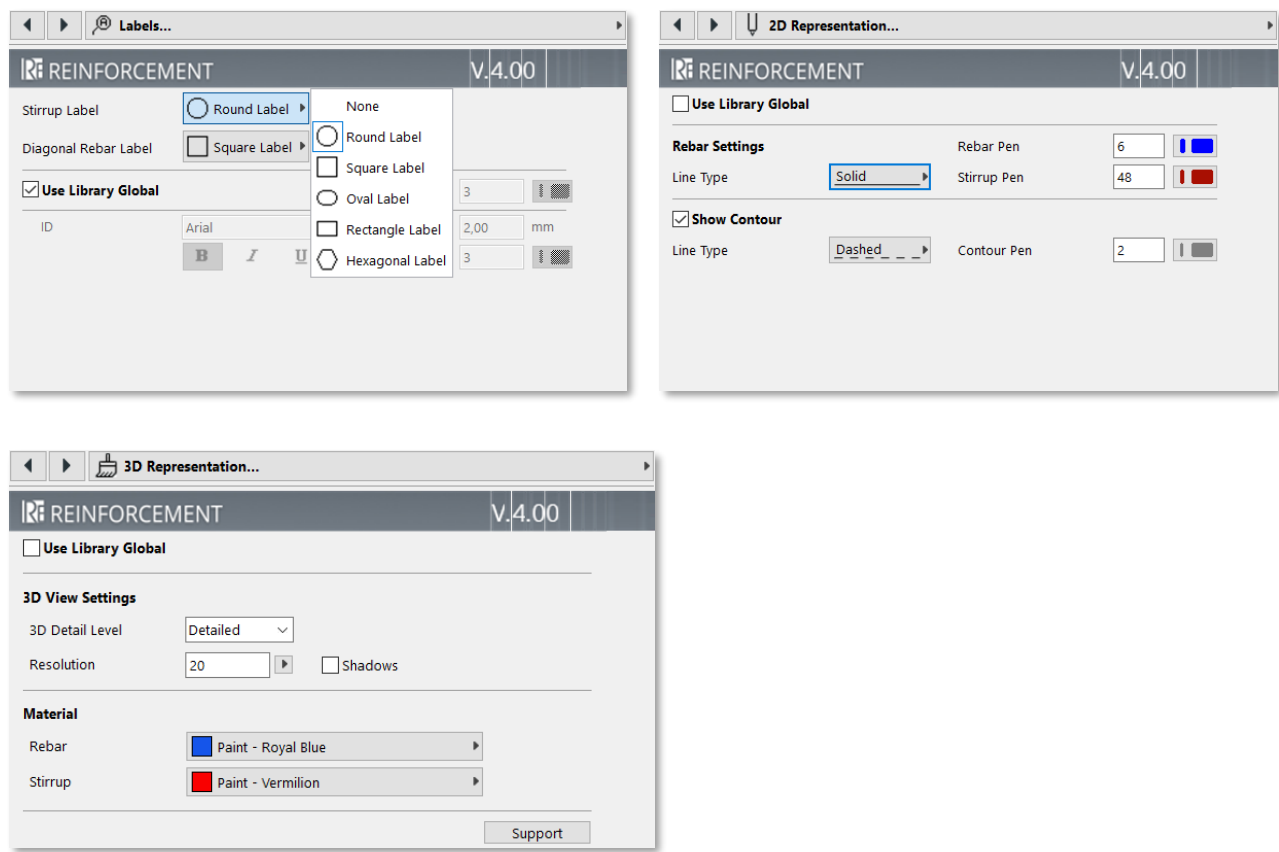 Labels...
REINFORCEMENT V.4.00
Stirrup Label Round Label
Diagonal Rebar Label Square Label
None
Round Label
Square Label
Oval Label
Rectangle Label
Hexagonal Label
Use Library Global 3
ID Arial 2,00 mm
B I U 3
2D Representation...
REINFORCEMENT V.4.00
Use Library Global
Rebar Settings Rebar Pen 6
Line Type Solid Stirrup Pen 48
Show Contour
Line Type Dashed Contour Pen 2
3D Representation...
REINFORCEMENT V.4.00
Use Library Global
3D View Settings
3D Detail Level Detailed
Resolution 20 Shadows
Material
Rebar Paint - Royal Blue
Stirrup Paint - Vermilion
Support